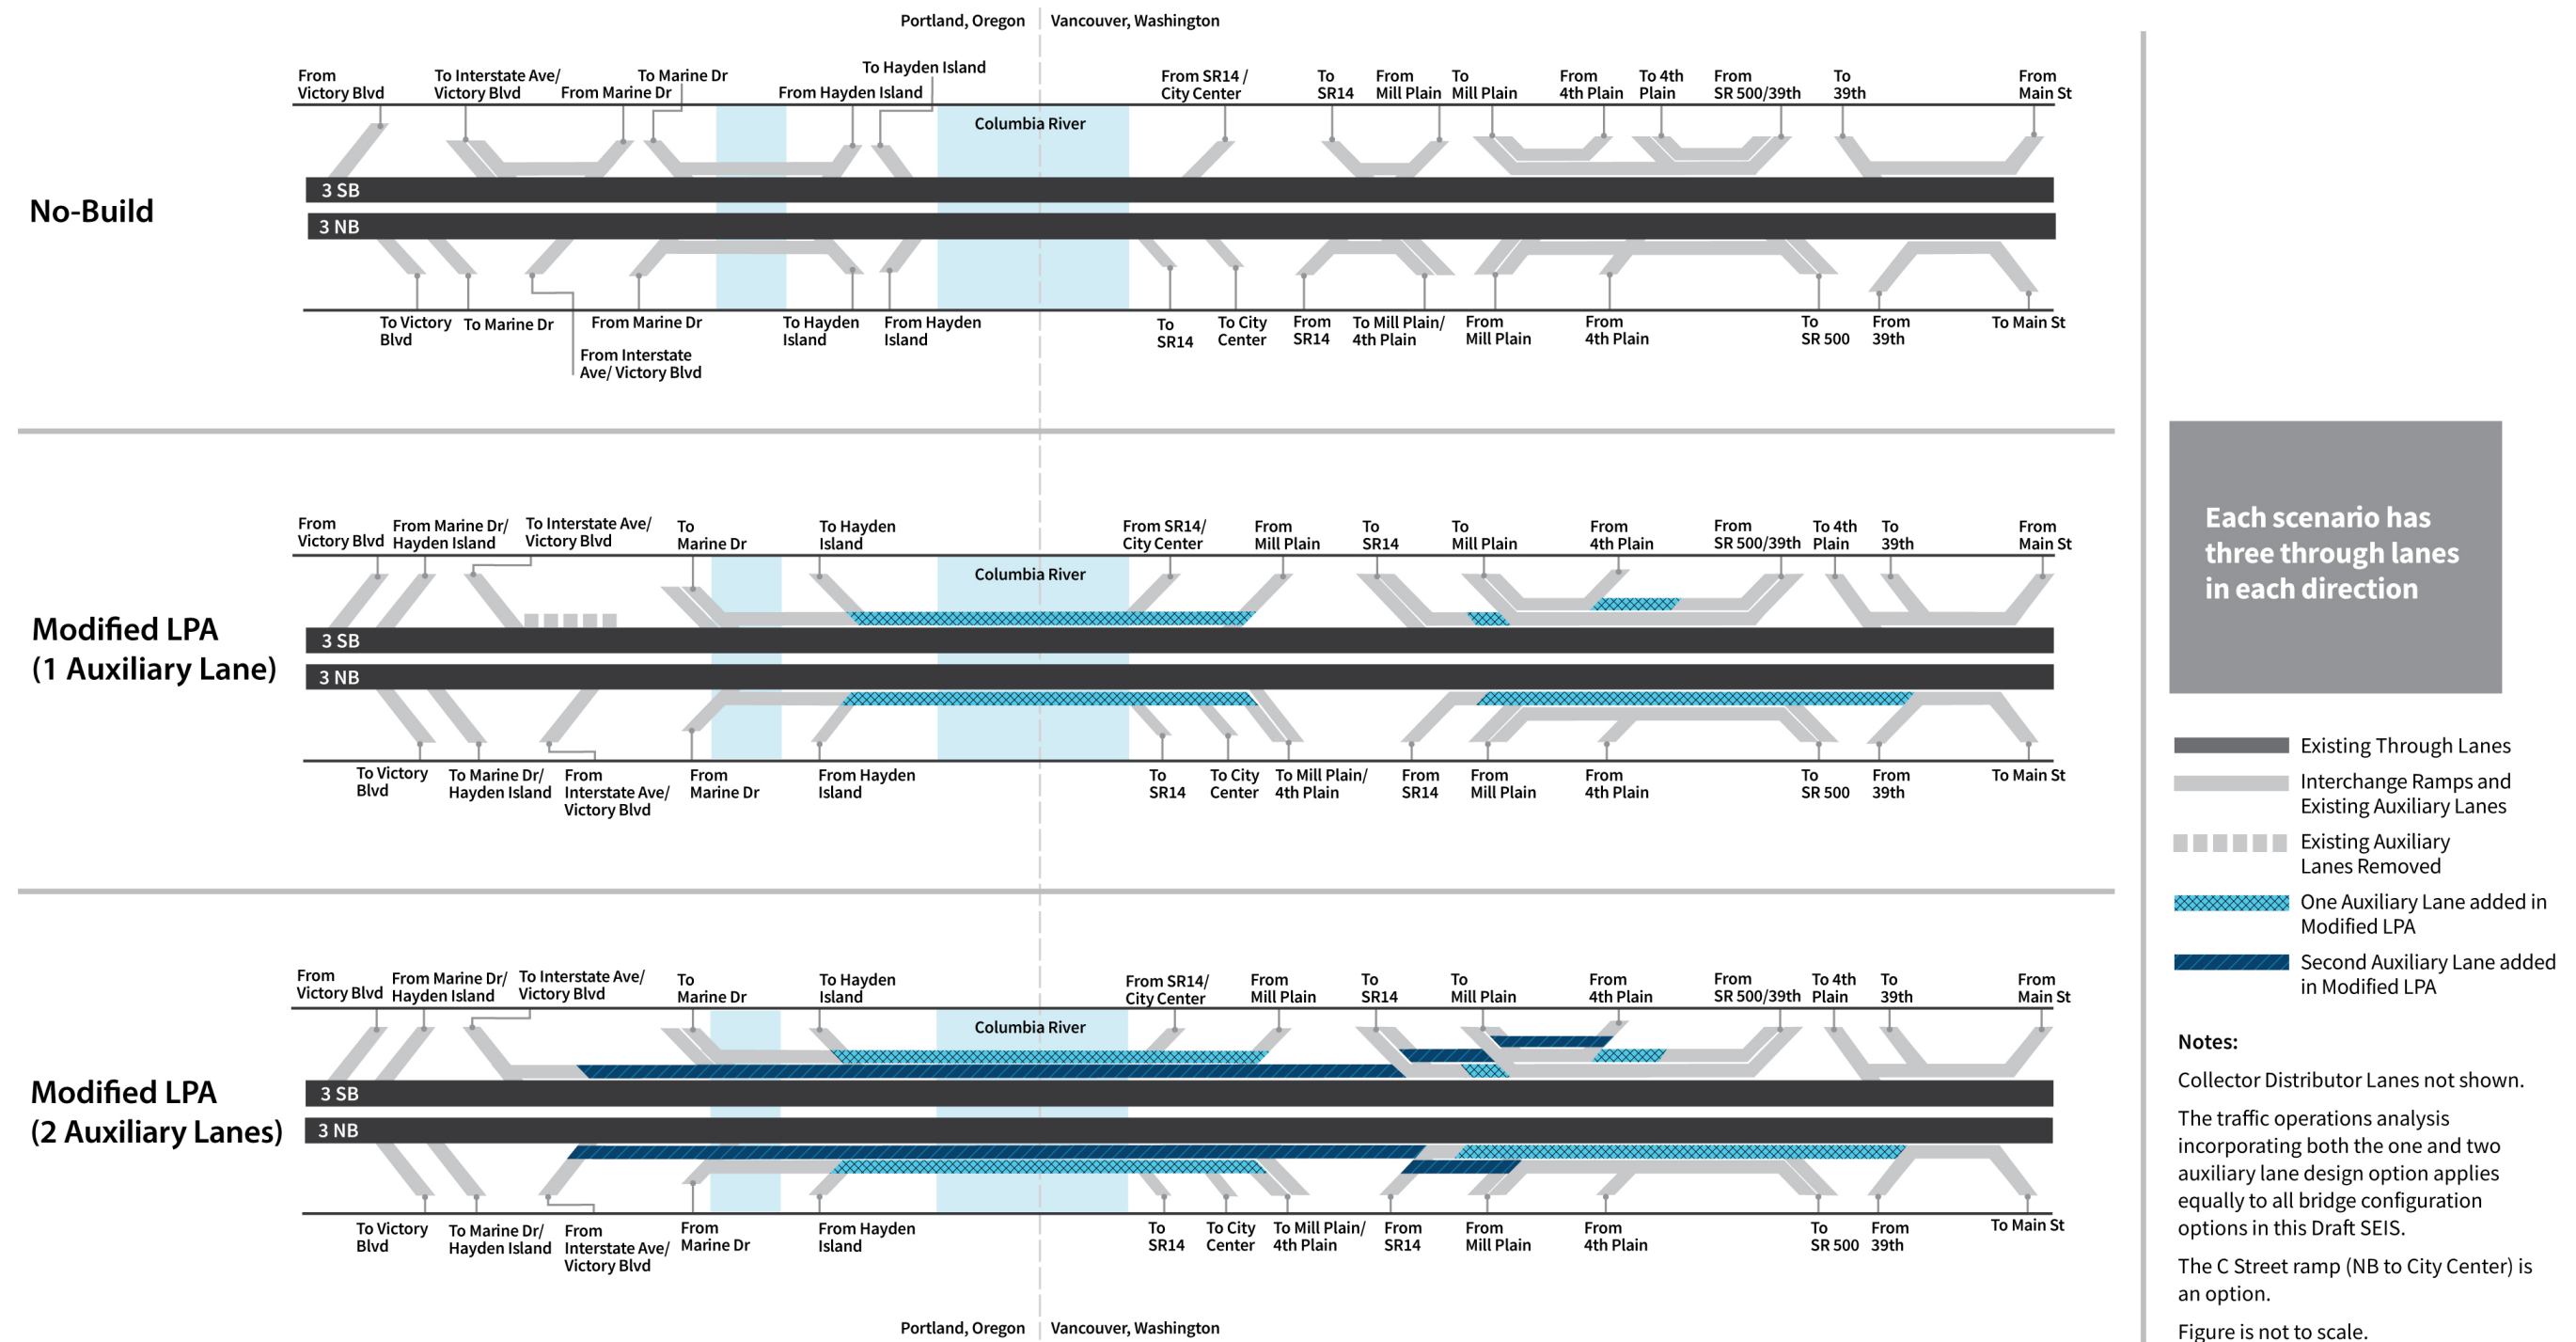 Portland, Oregon
Vancouver, Washington
No-Build
From
Victory Blvd
To Interstate Ave/
Victory Blvd
From Marine Dr
To Marine Dr
From Hayden Island
To Hayden Island
Columbia River
From SR14 /
City Center
To
SR14
From
Mill Plain
To
Mill Plain
From
4th Plain
To 4th
Plain
From
SR 500/39th
To
39th
From
Main St
3 SB
3 NB
To Victory
Blvd
To Marine Dr
From Interstate
Ave/ Victory Blvd
From Marine Dr
To Hayden
Island
From Hayden
Island
To
SR14
To City
Center
From
SR14
To Mill Plain/
4th Plain
From
Mill Plain
From
4th Plain
To
SR 500
From
39th
To Main St
Modified LPA
(1 Auxiliary Lane)
From
Victory Blvd
From Marine Dr/
Hayden Island
To Interstate Ave/
Victory Blvd
To
Marine Dr
To Hayden
Island
Columbia River
From SR14/
City Center
From
Mill Plain
To
SR14
To
Mill Plain
From
4th Plain
From
SR 500/39th
To 4th
Plain
To
39th
From
Main St
3 SB
3 NB
To Victory
Blvd
To Marine Dr/
Hayden Island
From
Interstate Ave/
Victory Blvd
From
Marine Dr
From Hayden
Island
To
SR14
To City
Center
To Mill Plain/
4th Plain
From
SR14
From
Mill Plain
From
4th Plain
To
SR 500
From
39th
To Main St
Modified LPA
(2 Auxiliary Lanes)
From
Victory Blvd
From Marine Dr/
Hayden Island
To Interstate Ave/
Victory Blvd
To
Marine Dr
To Hayden
Island
Columbia River
From SR14/
City Center
From
Mill Plain
To
SR14
To
Mill Plain
From
4th Plain
From
SR 500/39th
To 4th
Plain
To
39th
From
Main St
3 SB
3 NB
To Victory
Blvd
To Marine Dr/
Hayden Island
From
Interstate Ave/
Victory Blvd
From
Marine Dr
From Hayden
Island
To
SR14
To City
Center
To Mill Plain/
4th Plain
From
SR14
From
Mill Plain
From
4th Plain
To
SR 500
From
39th
To Main St
Portland, Oregon
Vancouver, Washington
Each scenario has
three through lanes
in each direction
Existing Through Lanes
Interchange Ramps and
Existing Auxiliary Lanes
Existing Auxiliary
Lanes Removed
One Auxiliary Lane added in
Modified LPA
Second Auxiliary Lane added
in Modified LPA
Notes:
Collector Distributor Lanes not shown.
The traffic operations analysis
incorporating both the one and two
auxiliary lane design option applies
equally to all bridge configuration
options in this Draft SEIS.
The C Street ramp (NB to City Center) is
an option.
Figure is not to scale.